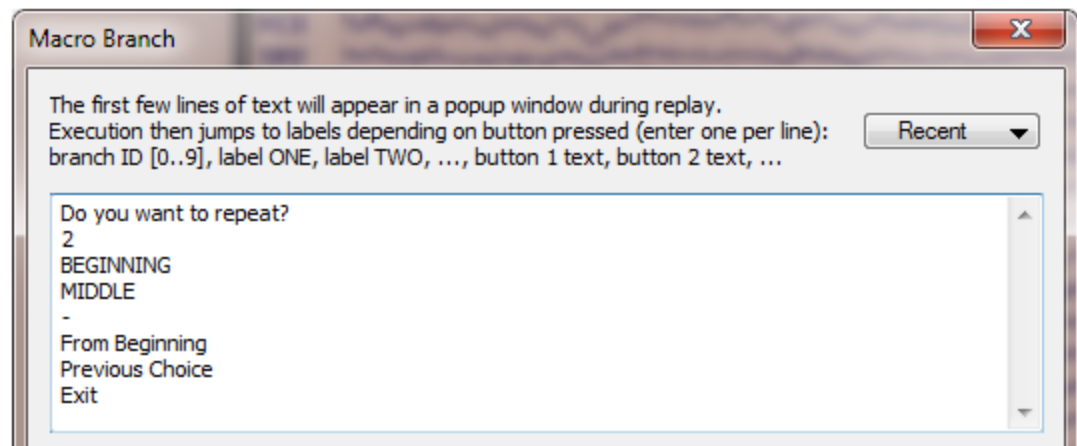 Macro Branch
The first few lines of text will appear in a popup window during replay.
Execution then jumps to labels depending on button pressed (enter one per line):
branch ID [0..9], label ONE, label TWO, ..., button 1 text, button 2 text, ...
Recent
Do you want to repeat?
2
BEGINNING
MIDDLE
-
From Beginning
Previous Choice
Exit